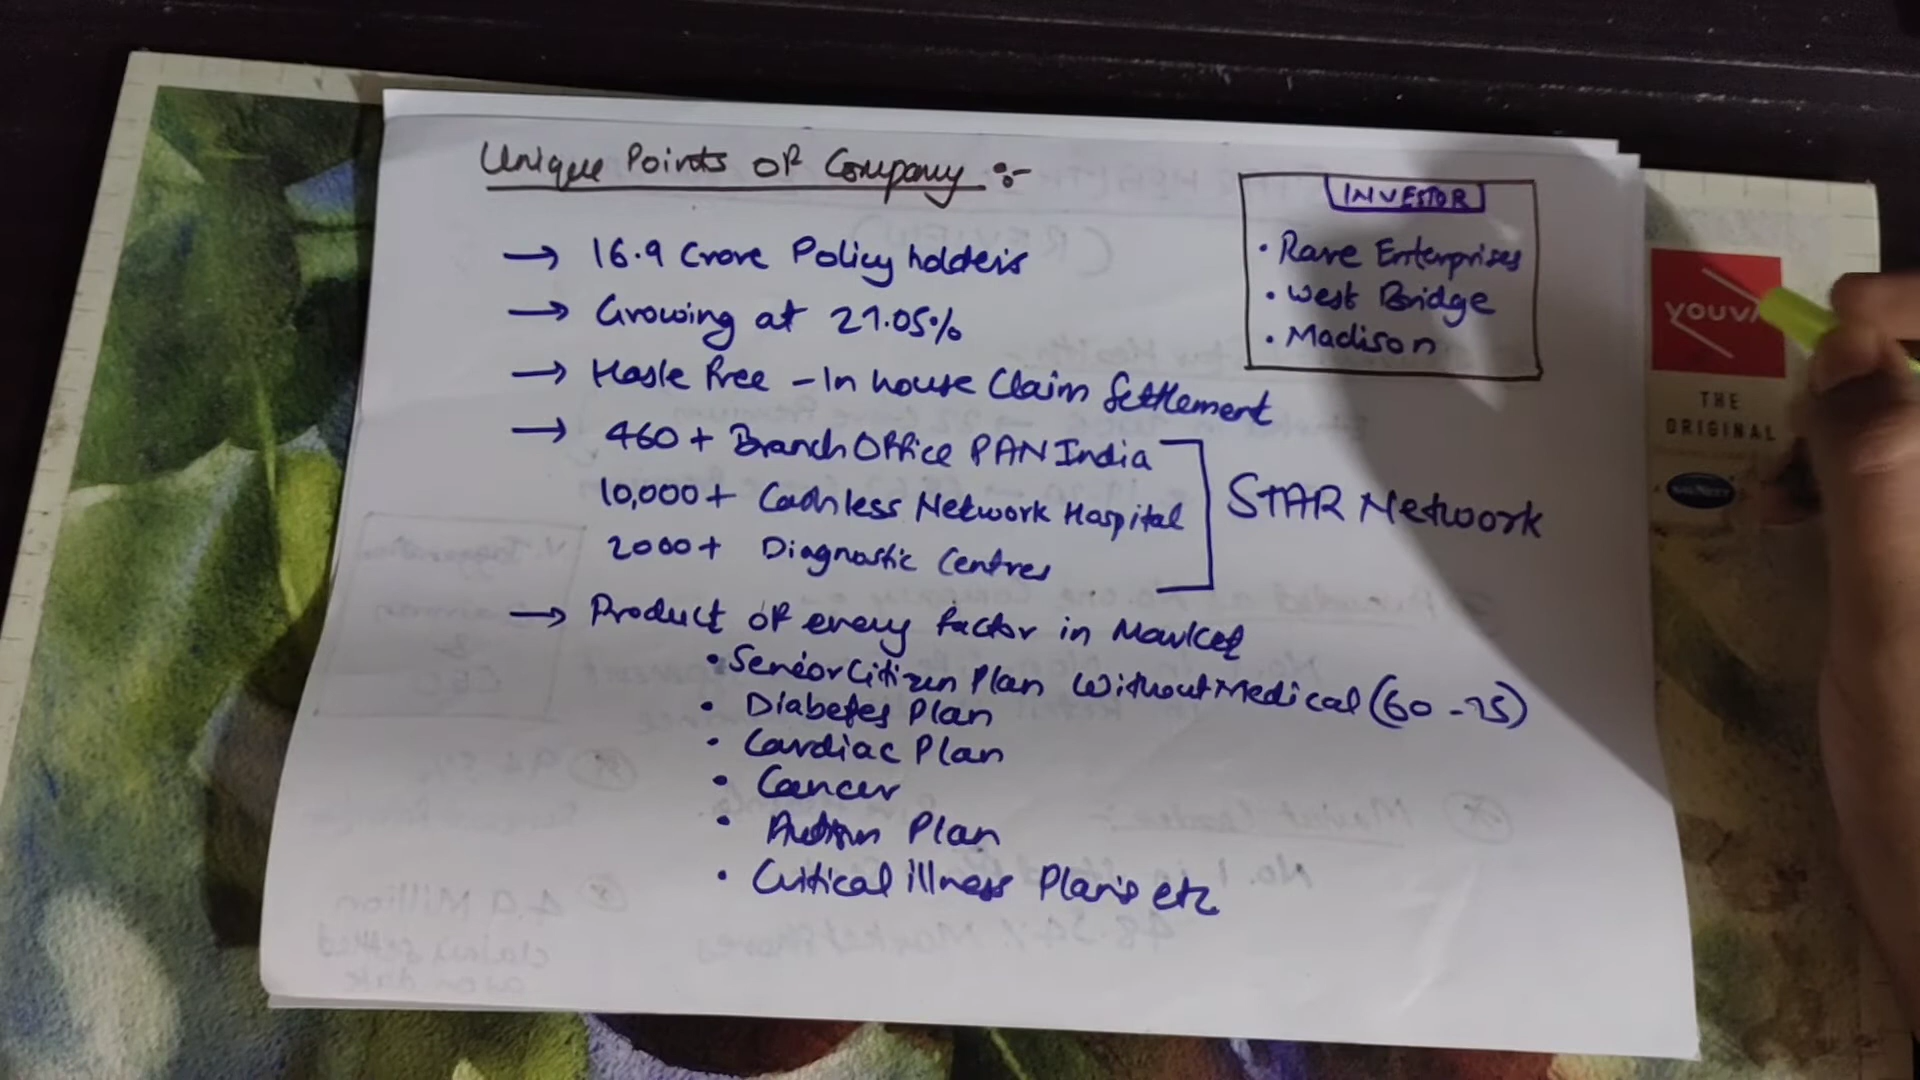 Unique Points Of Company :-
INVESTOR
• Rare Enterprises
• West Bridge
• Madison
→ 16.9 Crore Policy holders
→ Growing at 27.05%
→ Hasle Free - In house Claim Settlement
→ 460 + Branch Office PAN India
10,000 + Cashless Network Hospital
2000 + Diagnostic Centres
STAR Network
→ Product of every factor in Market
• Senior Citizen Plan Without Medical (60 - 75)
• Diabetes Plan
• Cardiac Plan
• Cancer
• Autism Plan
• Critical illness Plan's etc
youva
THE
ORIGINAL